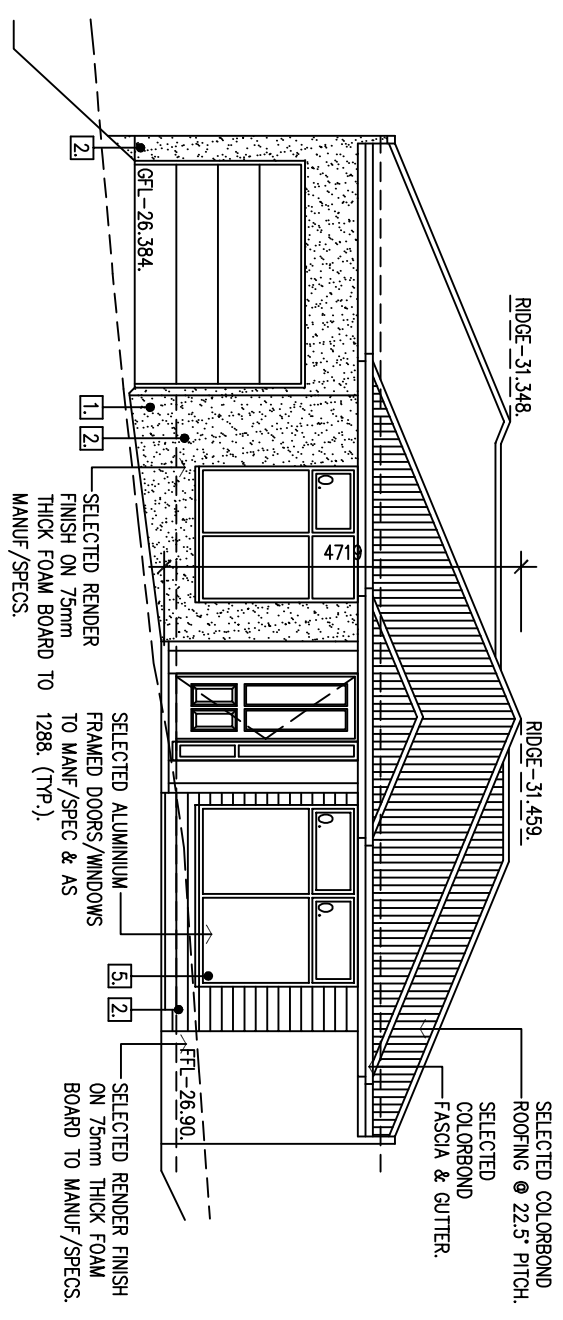 RIDGE-31.348.
RIDGE-31.459.
SELECTED COLORBOND
ROOFING @ 22.5° PITCH.
SELECTED
COLORBOND
FASCIA & GUTTER.
4719
O
O
O
GFL-26.384.
FFL-26.90.
2.
1.
2.
5.
2.
SELECTED RENDER
FINISH ON 75mm
THICK FOAM BOARD TO
MANUF/SPECS.
SELECTED ALUMINIUM
FRAMED DOORS/WINDOWS
TO MANF/SPEC & AS
1288. (TYP.).
SELECTED RENDER FINISH
ON 75mm THICK FOAM
BOARD TO MANUF/SPECS.